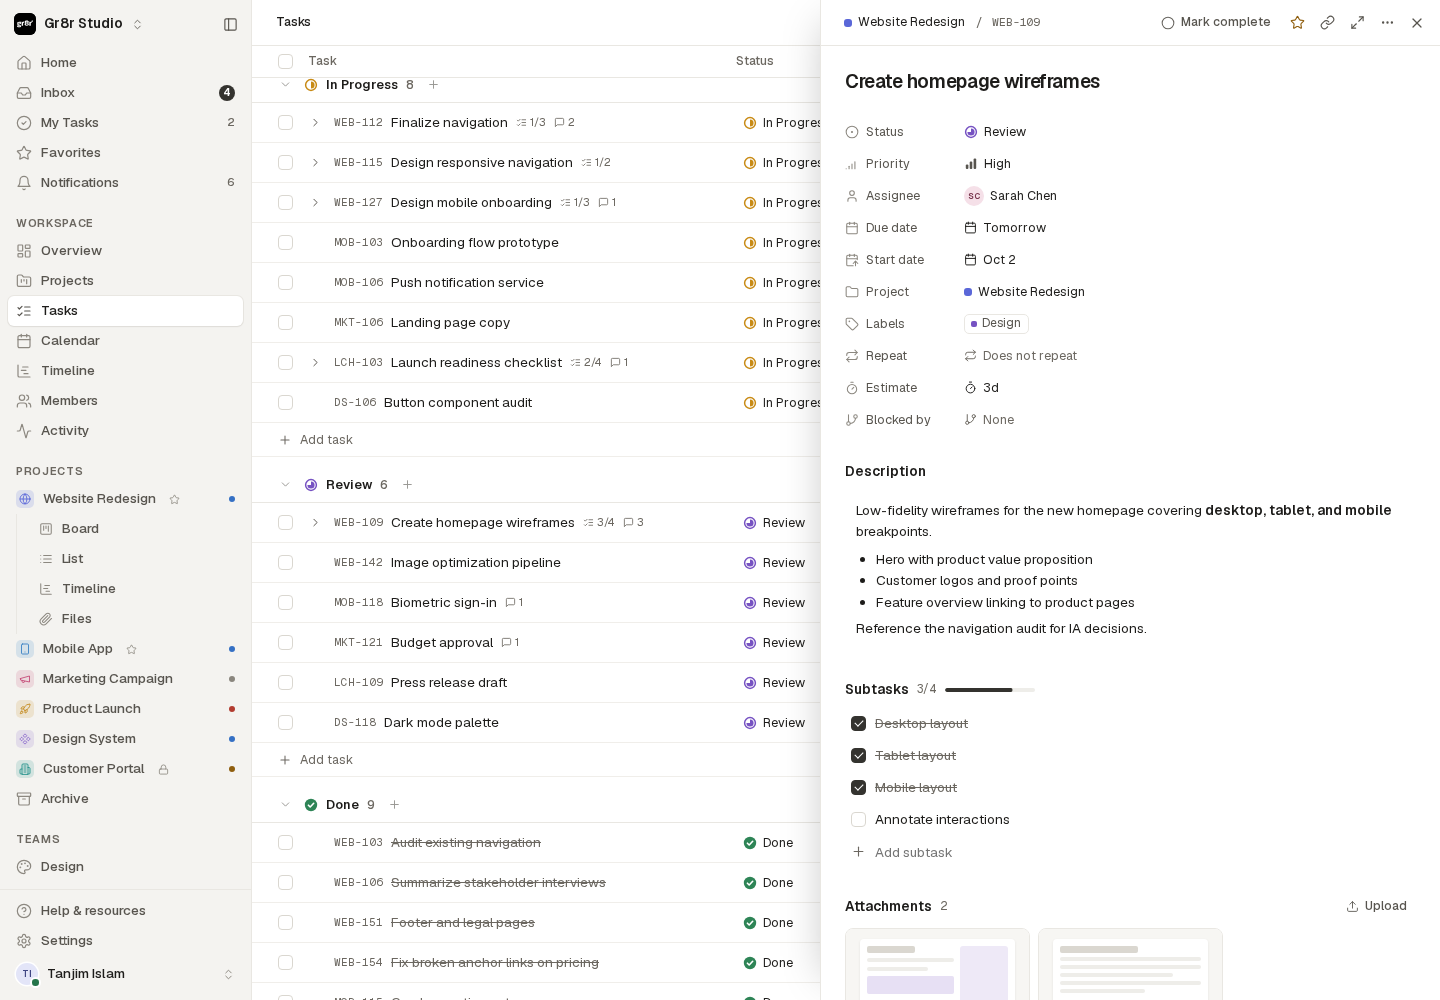 gr8r
Gr8r Studio
Home
Inbox 4
My Tasks 2
Favorites
Notifications 6
WORKSPACE
Overview
Projects
Tasks
Calendar
Timeline
Members
Activity
PROJECTS
Website Redesign
Board
List
Timeline
Files
Mobile App
Marketing Campaign
Product Launch
Design System
Customer Portal
Archive
TEAMS
Design
Help & resources
Settings
TI Tanjim Islam
Tasks
Task Status
In Progress 8
WEB-112 Finalize navigation 1/3 2 In Progres
WEB-115 Design responsive navigation 1/2 In Progres
WEB-127 Design mobile onboarding 1/3 1 In Progres
MOB-103 Onboarding flow prototype In Progres
MOB-106 Push notification service In Progres
MKT-106 Landing page copy In Progres
LCH-103 Launch readiness checklist 2/4 1 In Progres
DS-106 Button component audit In Progres
Add task
Review 6
WEB-109 Create homepage wireframes 3/4 3 Review
WEB-142 Image optimization pipeline Review
MOB-118 Biometric sign-in 1 Review
MKT-121 Budget approval 1 Review
LCH-109 Press release draft Review
DS-118 Dark mode palette Review
Add task
Done 9
WEB-103 Audit existing navigation Done
WEB-106 Summarize stakeholder interviews Done
WEB-151 Footer and legal pages Done
WEB-154 Fix broken anchor links on pricing Done
Website Redesign / WEB-109 Mark complete
Create homepage wireframes
Status Review
Priority High
Assignee SC Sarah Chen
Due date Tomorrow
Start date Oct 2
Project Website Redesign
Labels Design
Repeat Does not repeat
Estimate 3d
Blocked by None
Description
Low-fidelity wireframes for the new homepage covering desktop, tablet, and mobile
breakpoints.
• Hero with product value proposition
• Customer logos and proof points
• Feature overview linking to product pages
Reference the navigation audit for IA decisions.
Subtasks 3/4
Desktop layout
Tablet layout
Mobile layout
Annotate interactions
Add subtask
Attachments 2 Upload